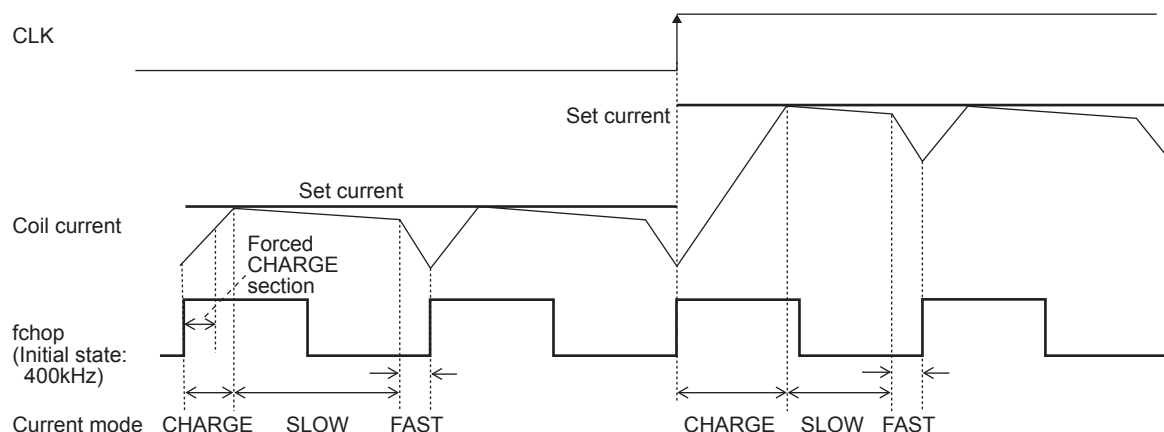 CLK
Set current
Set current
Coil current
Forced
CHARGE
section
fchop
(Initial state:
400kHz)
Current mode CHARGE SLOW FAST CHARGE SLOW FAST